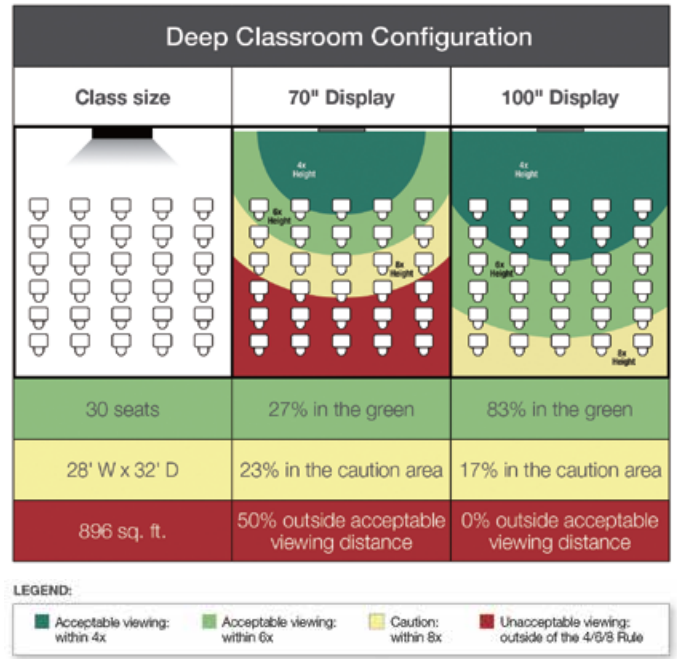 Deep Classroom Configuration
Class size
70" Display
100" Display
4x
Height
6x
Height
8x
Height
4x
Height
6x
Height
8x
Height
30 seats
27% in the green
83% in the green
28' W x 32' D
23% in the caution area
17% in the caution area
896 sq. ft.
50% outside acceptable
viewing distance
0% outside acceptable
viewing distance
LEGEND:
Acceptable viewing:
within 4x
Acceptable viewing:
within 6x
Caution:
within 8x
Unacceptable viewing:
outside of the 4/6/8 Rule